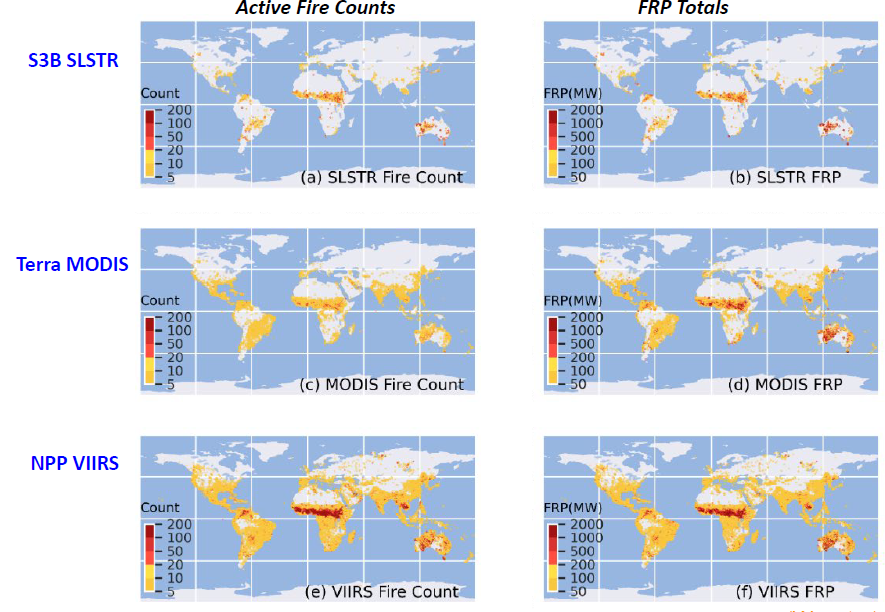 Active Fire Counts
FRP Totals
S3B SLSTR
Count
200
100
50
20
10
5
(a) SLSTR Fire Count
FRP(MW)
2000
1000
500
200
100
50
(b) SLSTR FRP
Terra MODIS
Count
200
100
50
20
10
5
(c) MODIS Fire Count
FRP(MW)
2000
1000
500
200
100
50
(d) MODIS FRP
NPP VIIRS
Count
200
100
50
20
10
5
(e) VIIRS Fire Count
FRP(MW)
2000
1000
500
200
100
50
(f) VIIRS FRP